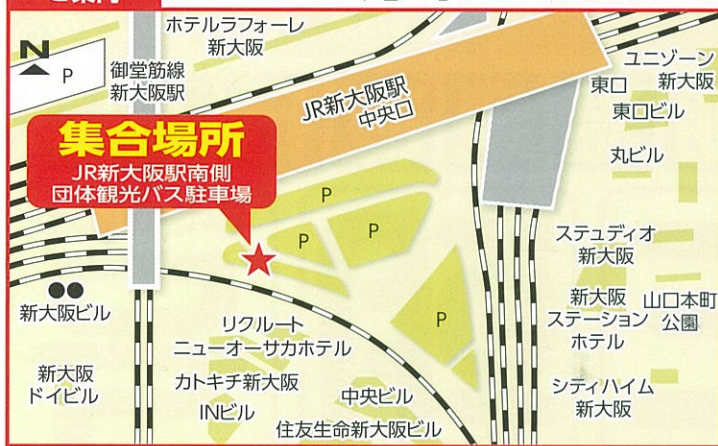 ホテルラフォーレ
新大阪
N
P
御堂筋線
新大阪駅
JR新大阪駅
中央口
ユニゾーン
新大阪
東口
東口ビル
丸ビル
集合場所
JR新大阪駅南側
団体観光バス駐車場
P
P
P
P
ステュディオ
新大阪
新大阪
ステーション
ホテル
山口本町
公園
シティハイム
新大阪
●●
新大阪ビル
新大阪
ドイビル
リクルート
ニューオーサカホテル
カトキチ新大阪
INビル
中央ビル
住友生命新大阪ビル